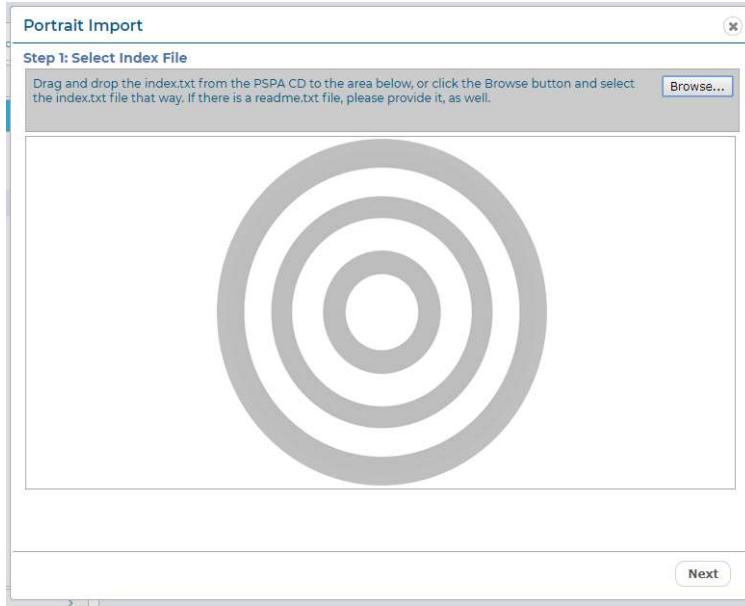 Portrait Import
Step 1: Select Index File
Drag and drop the index.txt from the PSPA CD to the area below, or click the Browse button and select
the index.txt file that way. If there is a readme.txt file, please provide it, as well.
Browse...
Next